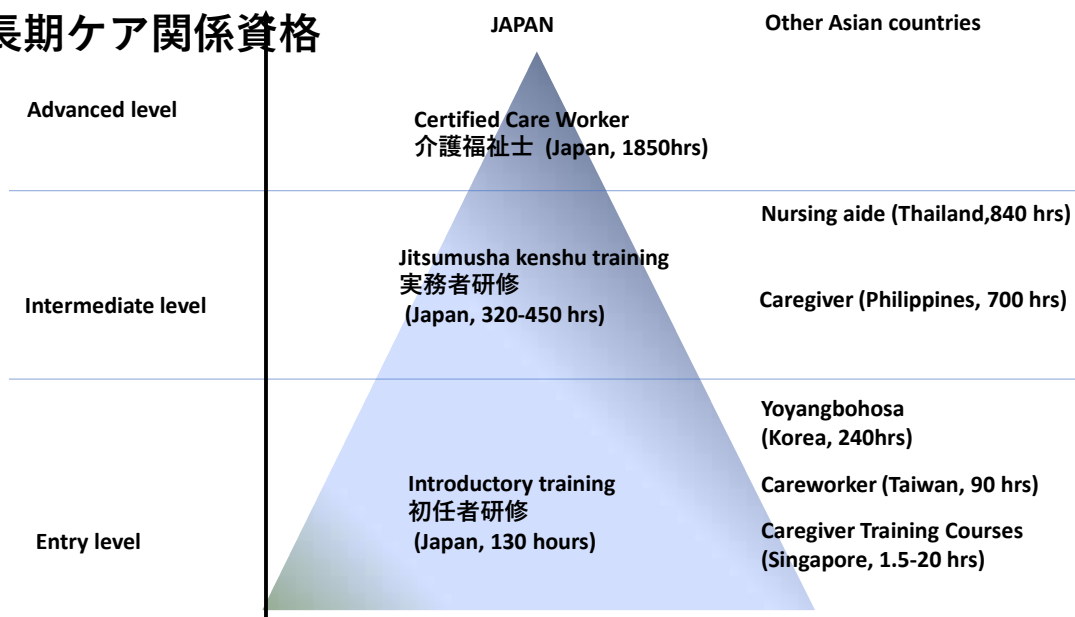 長期ケア関係資格
JAPAN
Other Asian countries
Advanced level
Certified Care Worker
介護福祉士 (Japan, 1850hrs)
Nursing aide (Thailand,840 hrs)
Intermediate level
Jitsumusha kenshu training
実務者研修
(Japan, 320-450 hrs)
Caregiver (Philippines, 700 hrs)
Entry level
Introductory training
初任者研修
(Japan, 130 hours)
Yoyangbohosa
(Korea, 240hrs)
Careworker (Taiwan, 90 hrs)
Caregiver Training Courses
(Singapore, 1.5-20 hrs)